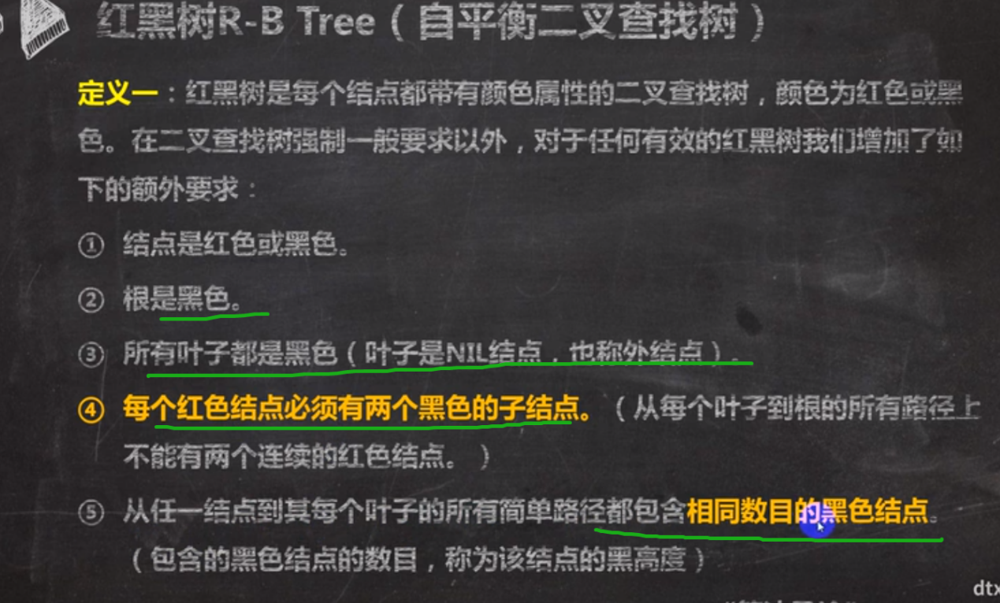 红黑树R-B Tree（自平衡二叉查找树）
定义一：红黑树是每个结点都带有颜色属性的二叉查找树，颜色为红色或黑
色。在二叉查找树强制一般要求以外，对于任何有效的红黑树我们增加了如
下的额外要求：
① 结点是红色或黑色。
② 根是黑色。
③ 所有叶子都是黑色（叶子是NIL结点，也称外结点）。
④ 每个红色结点必须有两个黑色的子结点。（从每个叶子到根的所有路径上
不能有两个连续的红色结点。）
⑤ 从任一结点到其每个叶子的所有简单路径都包含相同数目的黑色结点。
（包含的黑色结点的数目，称为该结点的黑高度）
dtx